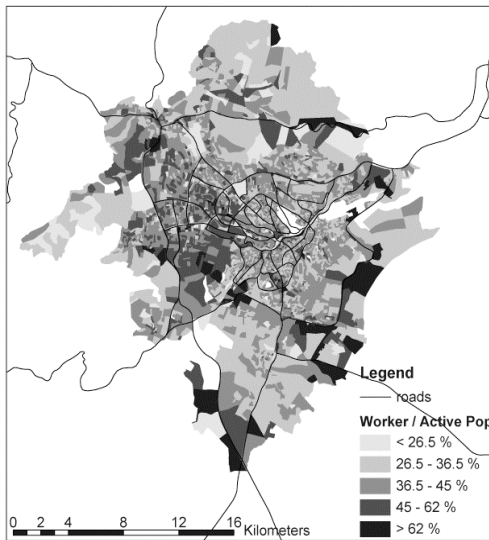 Legend
roads
Worker / Active Pop
< 26.5 %
26.5 - 36.5 %
36.5 - 45 %
45 - 62 %
> 62 %
0 2 4 8 12 16
Kilometers